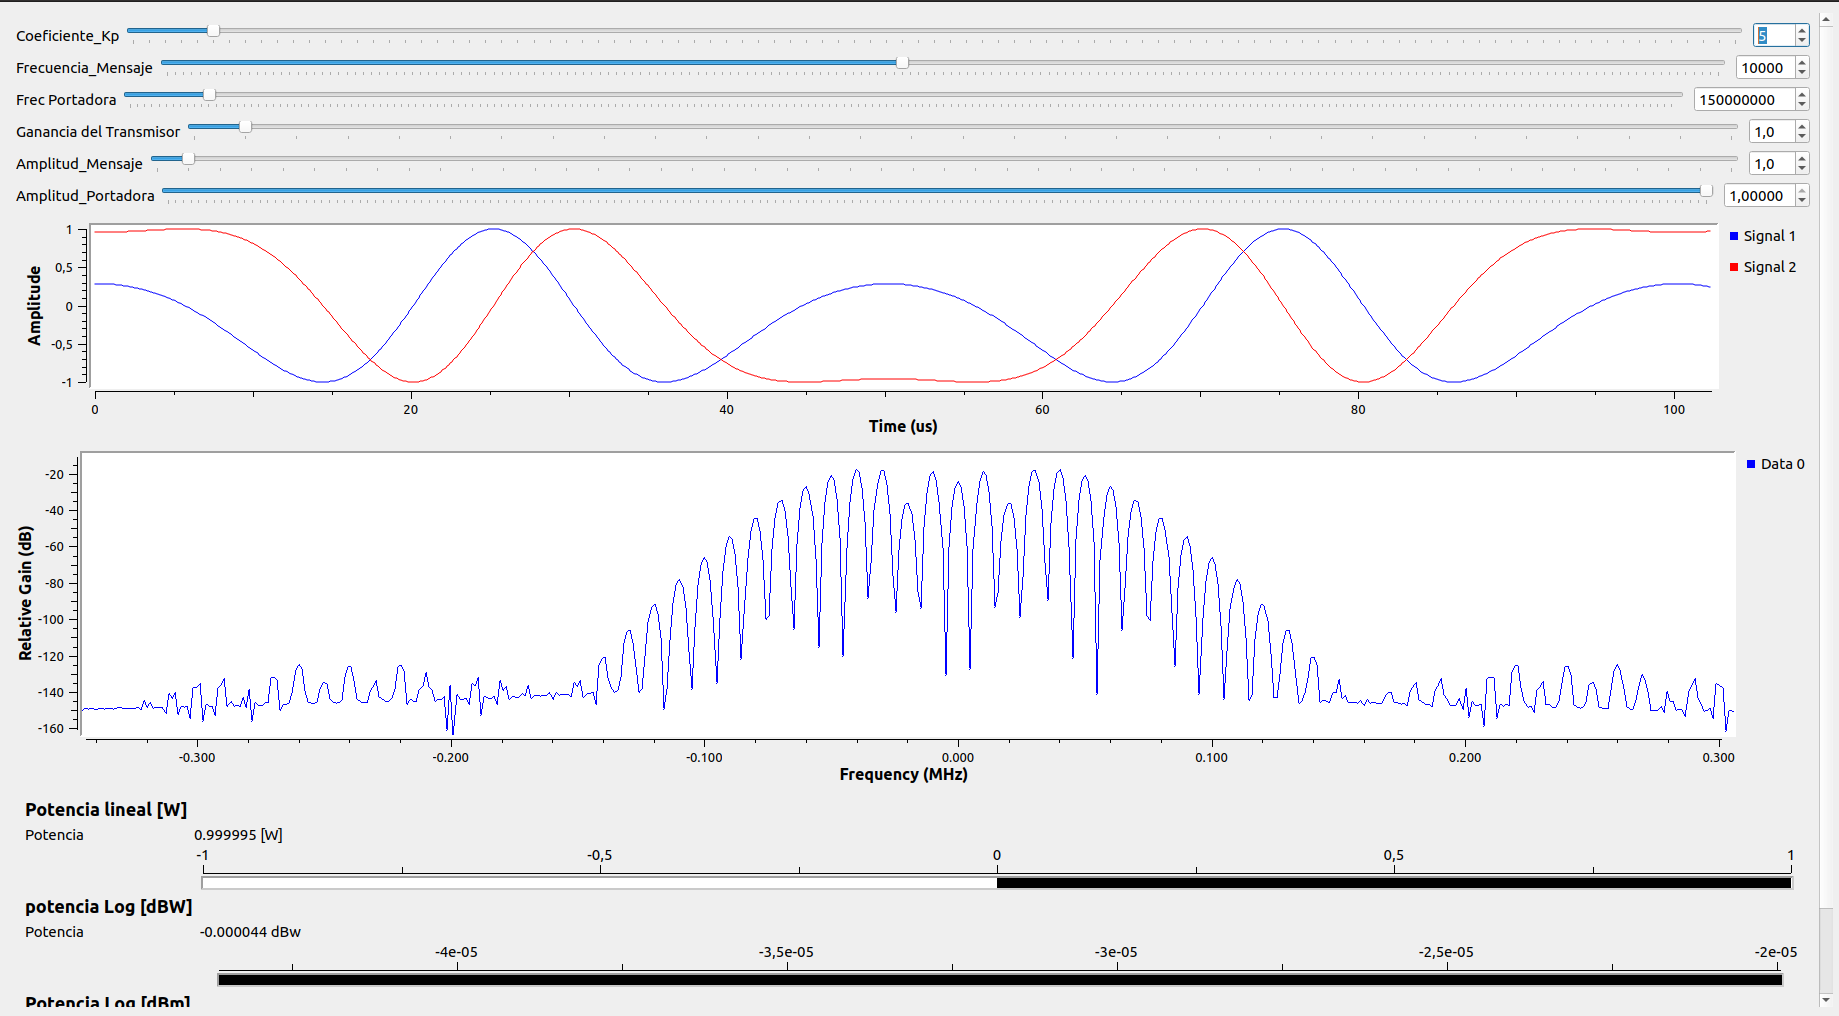 Coeficiente_Kp 5
Frecuencia_Mensaje 10000
Frec Portadora 150000000
Ganancia del Transmisor 1,0
Amplitud_Mensaje 1,0
Amplitud_Portadora 1,00000
Amplitude
1
0,5
0
-0,5
-1
Signal 1
Signal 2
0 20 40 60 80 100
Time (us)
Relative Gain (dB)
-20
-40
-60
-80
-100
-120
-140
-160
Data 0
-0.300 -0.200 -0.100 0.000 0.100 0.200 0.300
Frequency (MHz)
Potencia lineal [W]
Potencia 0.999995 [W]
-1 -0,5 0 0,5 1
potencia Log [dBW]
Potencia -0.000044 dBw
-4e-05 -3,5e-05 -3e-05 -2,5e-05 -2e-05
Potencia Log [dBm]